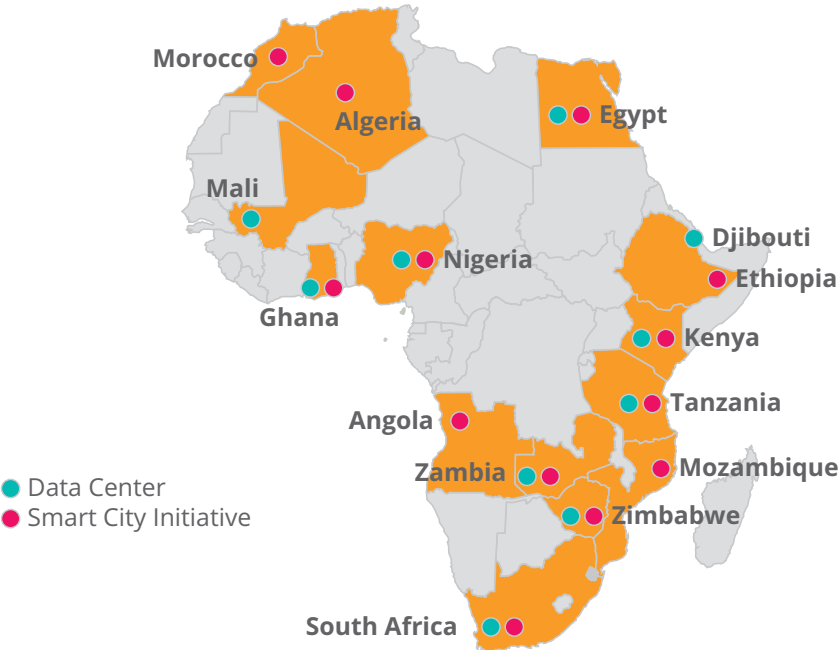 Morocco
Algeria
Egypt
Mali
Djibouti
Nigeria
Ethiopia
Ghana
Kenya
Tanzania
Angola
Zambia
Mozambique
Data Center
Smart City Initiative
Zimbabwe
South Africa